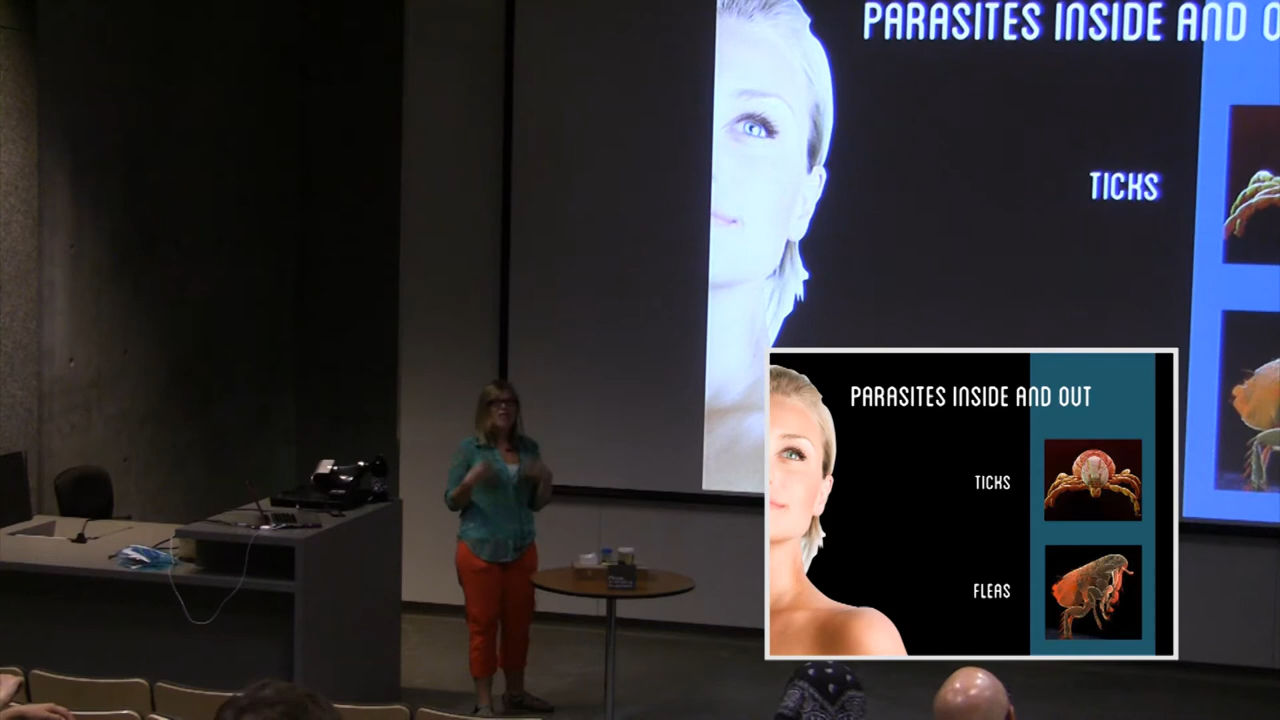 PARASITES INSIDE AND O
TICKS
PARASITES INSIDE AND OUT
TICKS
FLEAS